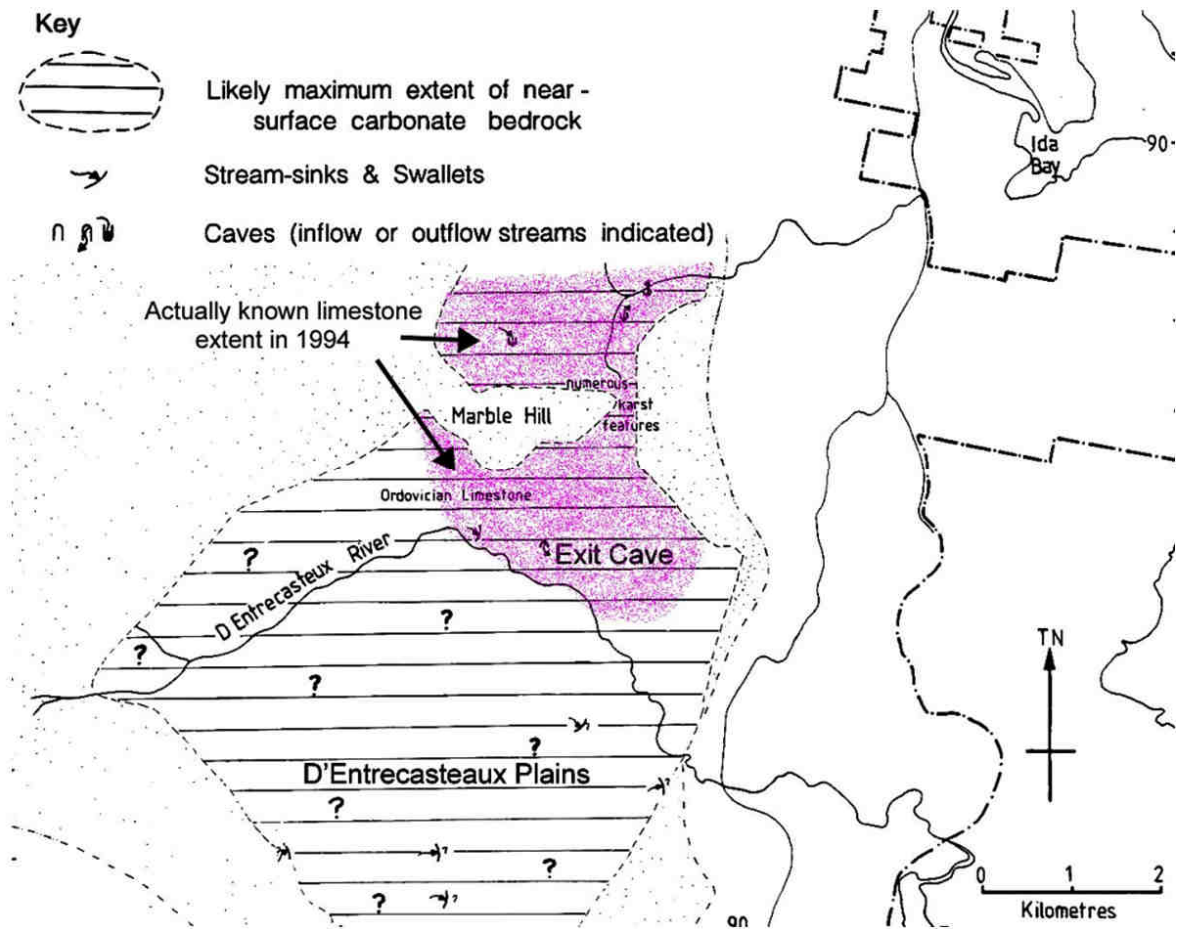 Key
Likely maximum extent of near-
surface carbonate bedrock
Stream-sinks & Swallets
Caves (inflow or outflow streams indicated)
Ida
Bay
90
Actually known limestone
extent in 1994
numerous
karst
features
Marble Hill
Ordovician Limestone
D Entrecasteux River
Exit Cave
?
?
?
?
TN
?
D'Entrecasteaux Plains
?
?
?
?
?
?
?
?
90
0 1 2
Kilometres